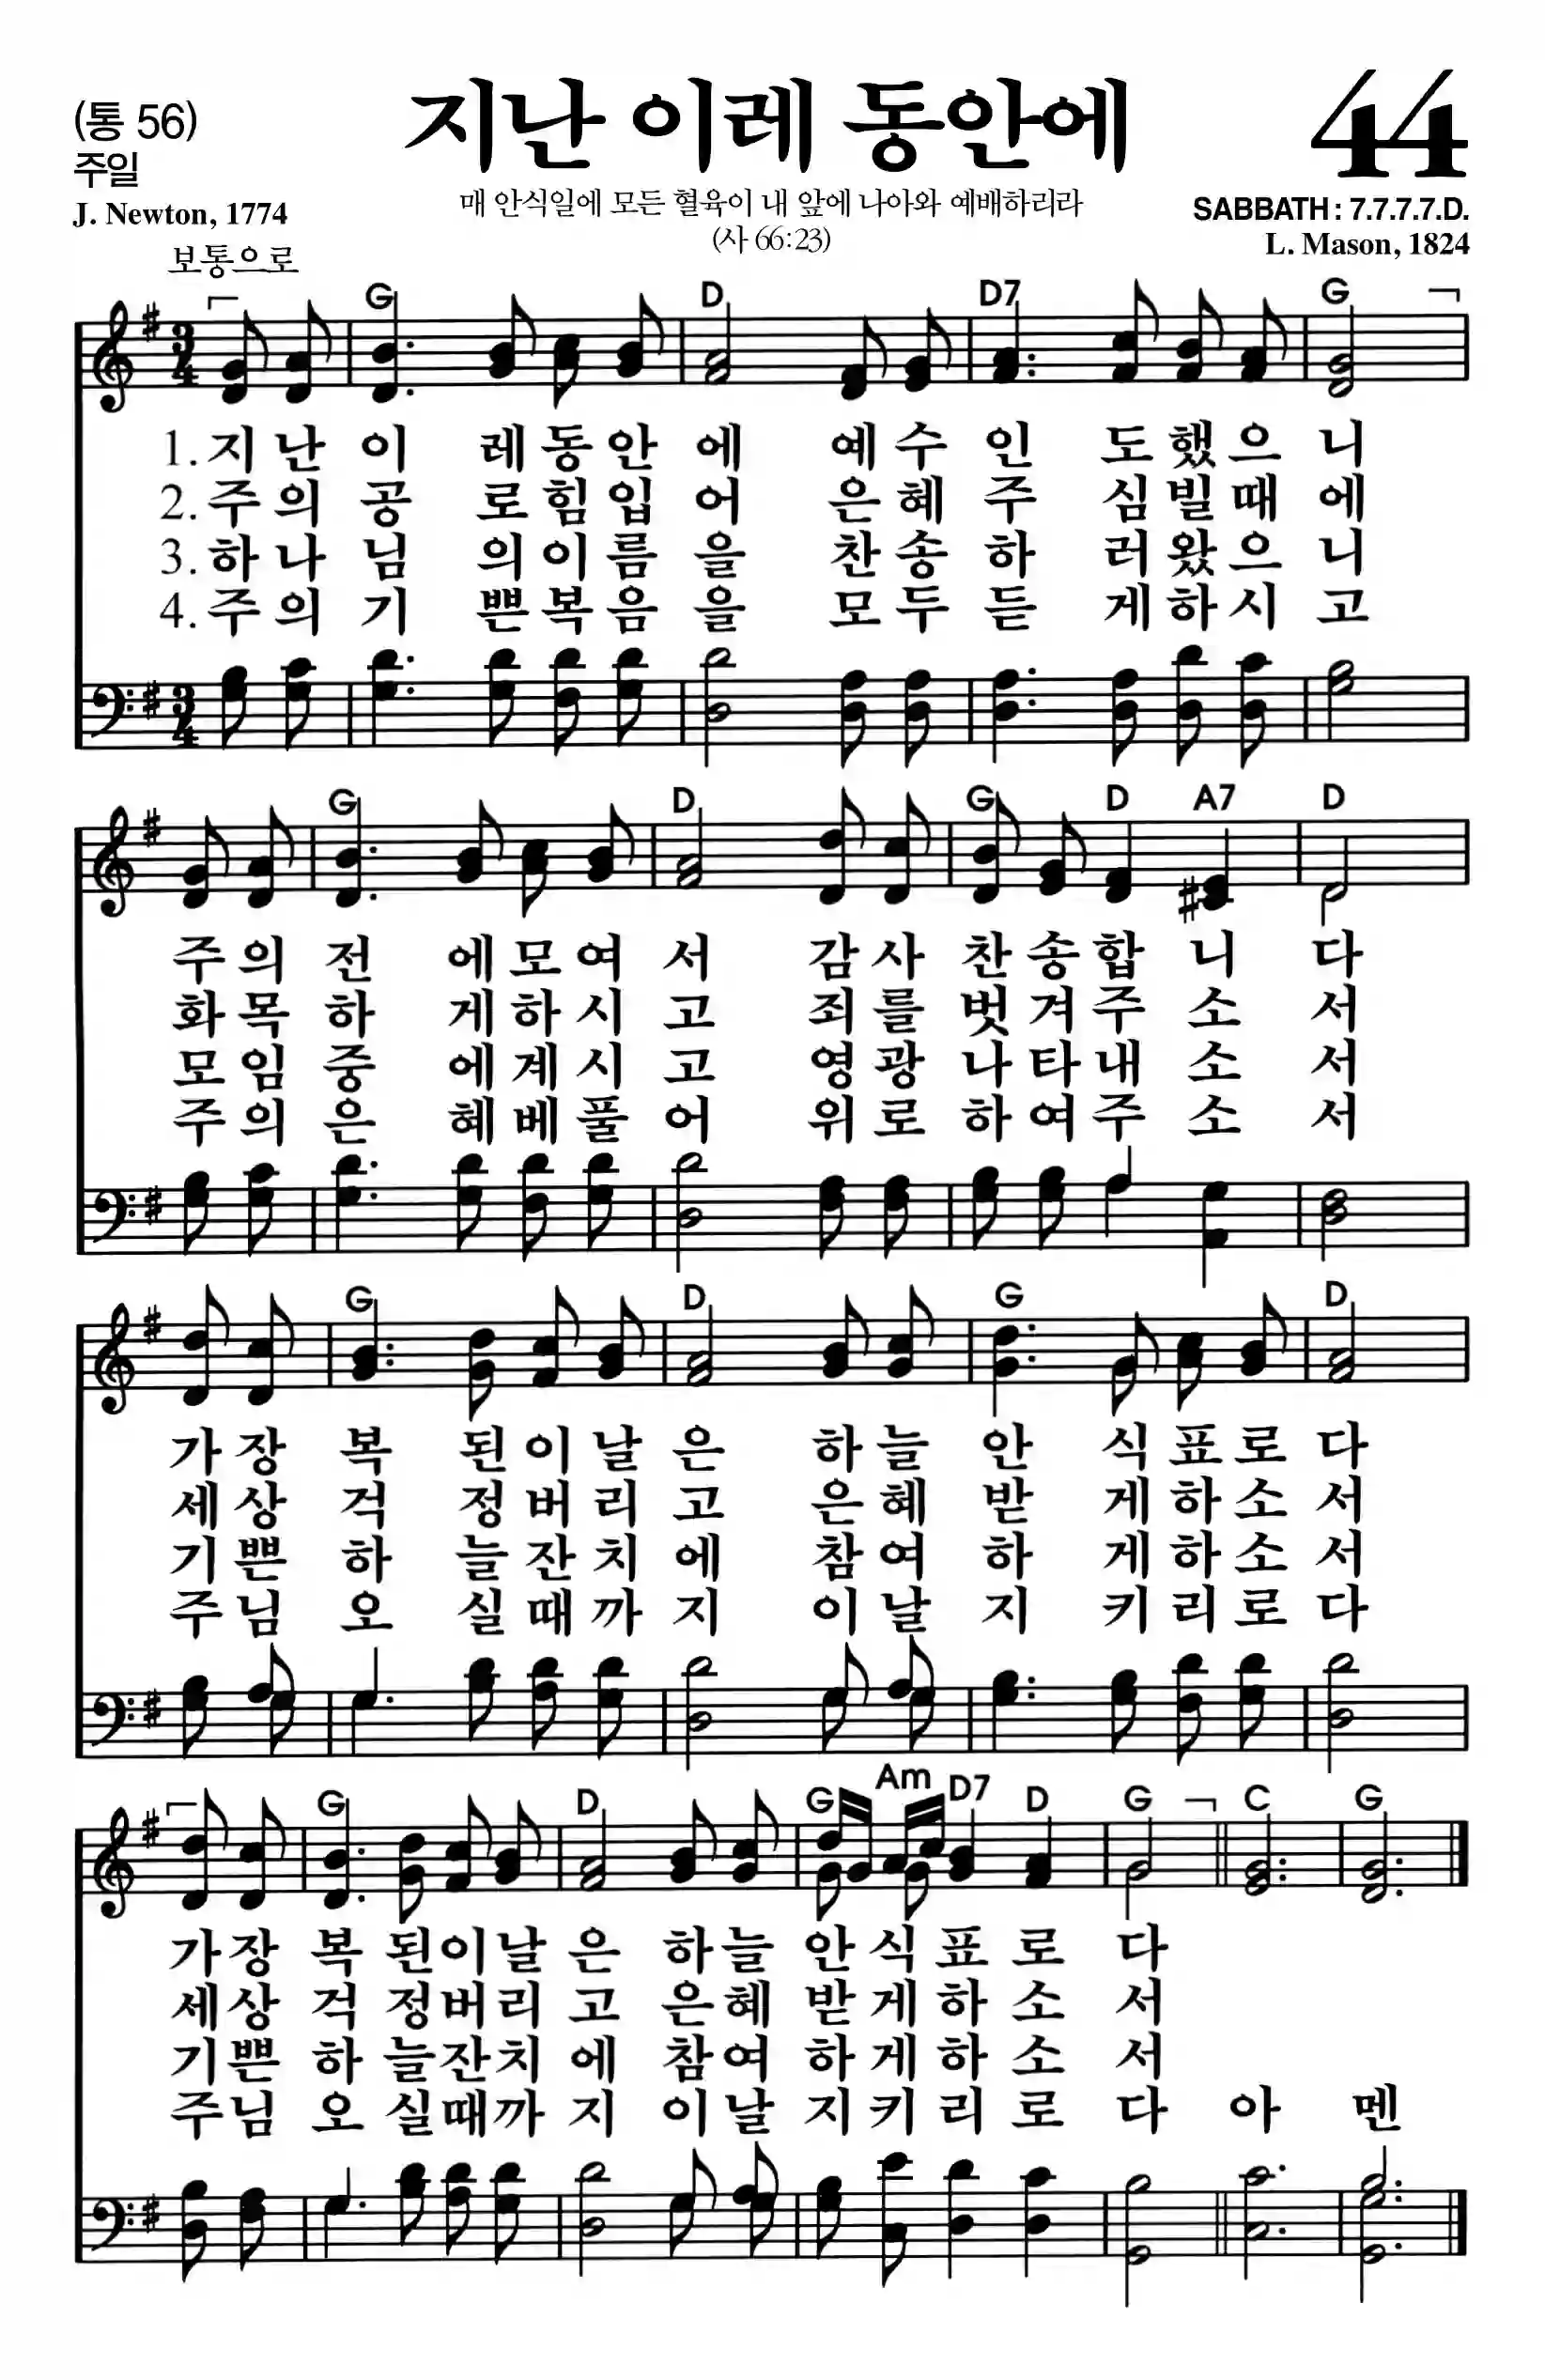 (통 56)
지난 이레 동안에
44
주일
매 안식일에 모든 혈육이 내 앞에 나아와 예배하리라
(사 66:23)
J. Newton, 1774
SABBATH : 7.7.7.7.D.
L. Mason, 1824
보통으로
G D D7 G
3 4
1. 지 난 이 레 동 안 에 예 수 인 도 했 으 니
2. 주 의 공 로 힘 입 어 은 혜 주 심 빌 때 에
3. 하 나 님 의 이 름 을 찬 송 하 러 왔 으 니
4. 주 의 기 쁜 복 음 을 모 두 듣 게 하 시 고
3 4
G D G D A7 D
주 의 전 에 모 여 서 감 사 찬 송 합 니 다
화 목 하 게 하 시 고 죄 를 벗 겨 주 소 서
모 임 중 에 계 시 고 영 광 나 타 내 소 서
주 의 은 혜 베 풀 어 위 로 하 여 주 소 서
G D G D
가 장 복 된 이 날 은 하 늘 안 식 표 로 다
세 상 걱 정 버 리 고 은 혜 받 게 하 소 서
기 쁜 하 늘 잔 치 에 참 여 하 게 하 소 서
주 님 오 실 때 까 지 이 날 지 키 리 로 다
G D G Am D7 D G C G
가 장 복 된 이 날 은 하 늘 안 식 표 로 다
세 상 걱 정 버 리 고 은 혜 받 게 하 소 서
기 쁜 하 늘 잔 치 에 참 여 하 게 하 소 서
주 님 오 실 때 까 지 이 날 지 키 리 로 다 아 멘